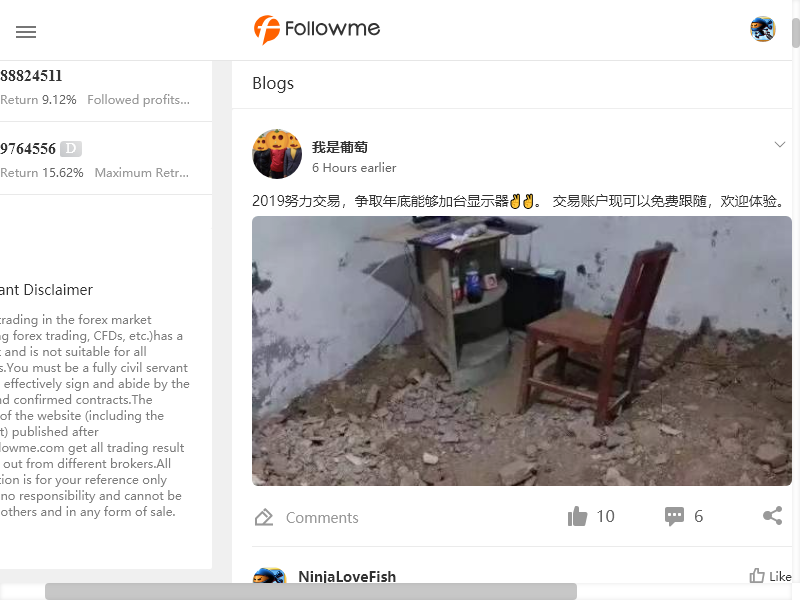 Followme
88824511
Return 9.12% Followed profits...
9764556 D
Return 15.62% Maximum Retr...
ant Disclaimer
trading in the forex market
ng forex trading, CFDs, etc.)has a
and is not suitable for all
s.You must be a fully civil servant
effectively sign and abide by the
nd confirmed contracts.The
of the website (including the
t) published after
lowme.com get all trading result
out from different brokers.All
tion is for your reference only
no responsibility and cannot be
others and in any form of sale.
Blogs
我是葡萄
6 Hours earlier
2019努力交易，争取年底能够加台显示器✌✌。 交易账户现可以免费跟随，欢迎体验。
Comments
10
6
NinjaLoveFish
Like